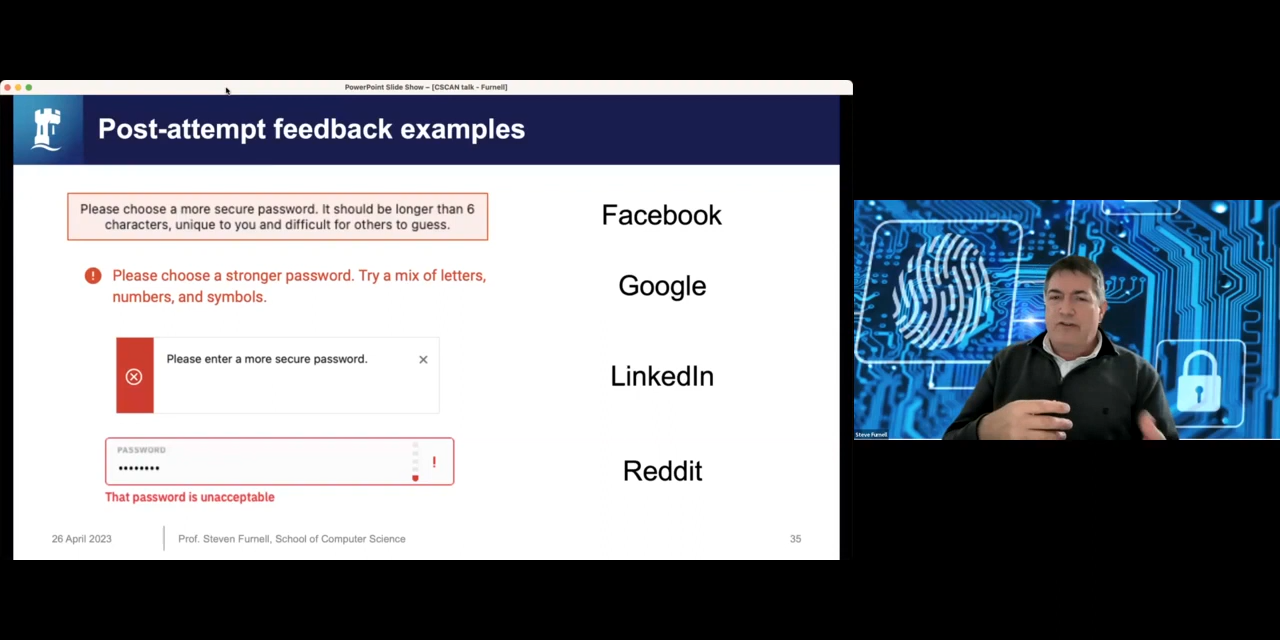 PowerPoint Slide Show – [CSCAN talk - Furnell]
Post-attempt feedback examples
Please choose a more secure password. It should be longer than 6
characters, unique to you and difficult for others to guess.
Facebook
! Please choose a stronger password. Try a mix of letters,
numbers, and symbols.
Google
Please enter a more secure password.
LinkedIn
PASSWORD
••••••••
!
That password is unacceptable
Reddit
26 April 2023
Prof. Steven Furnell, School of Computer Science
35
Steve Furnell